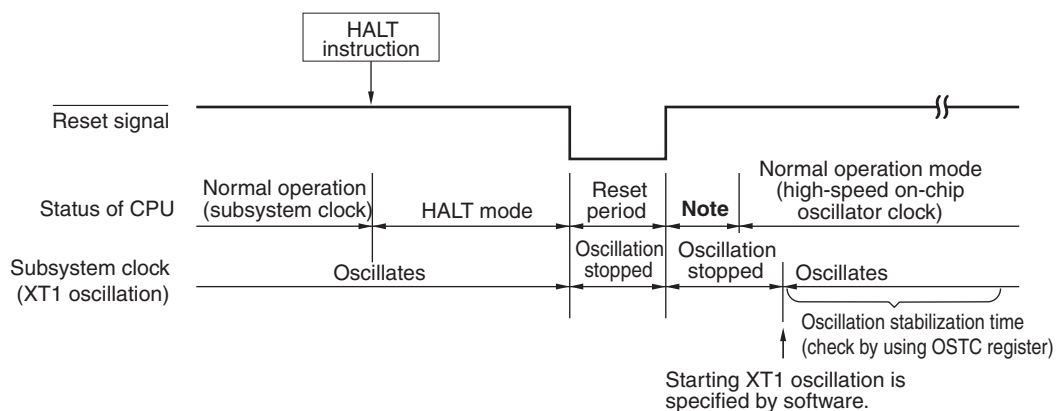 HALT
instruction
Reset signal
Status of CPU
Normal operation
(subsystem clock)
HALT mode
Reset
period
Note
Normal operation mode
(high-speed on-chip
oscillator clock)
Subsystem clock
(XT1 oscillation)
Oscillates
Oscillation
stopped
Oscillation
stopped
Oscillates
Oscillation stabilization time
(check by using OSTC register)
Starting XT1 oscillation is
specified by software.